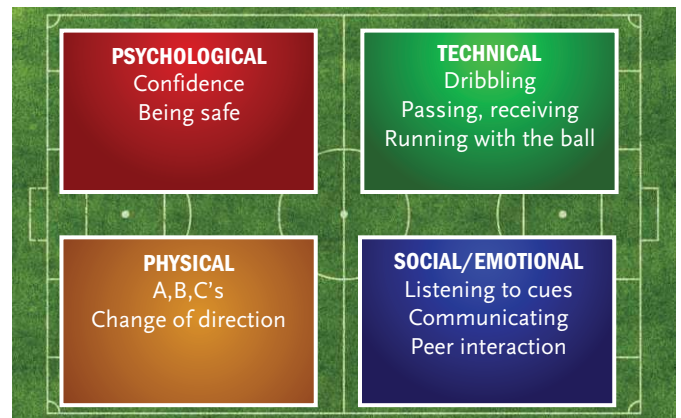 PSYCHOLOGICAL
Confidence
Being safe
TECHNICAL
Dribbling
Passing, receiving
Running with the ball
PHYSICAL
A,B,C's
Change of direction
SOCIAL/EMOTIONAL
Listening to cues
Communicating
Peer interaction